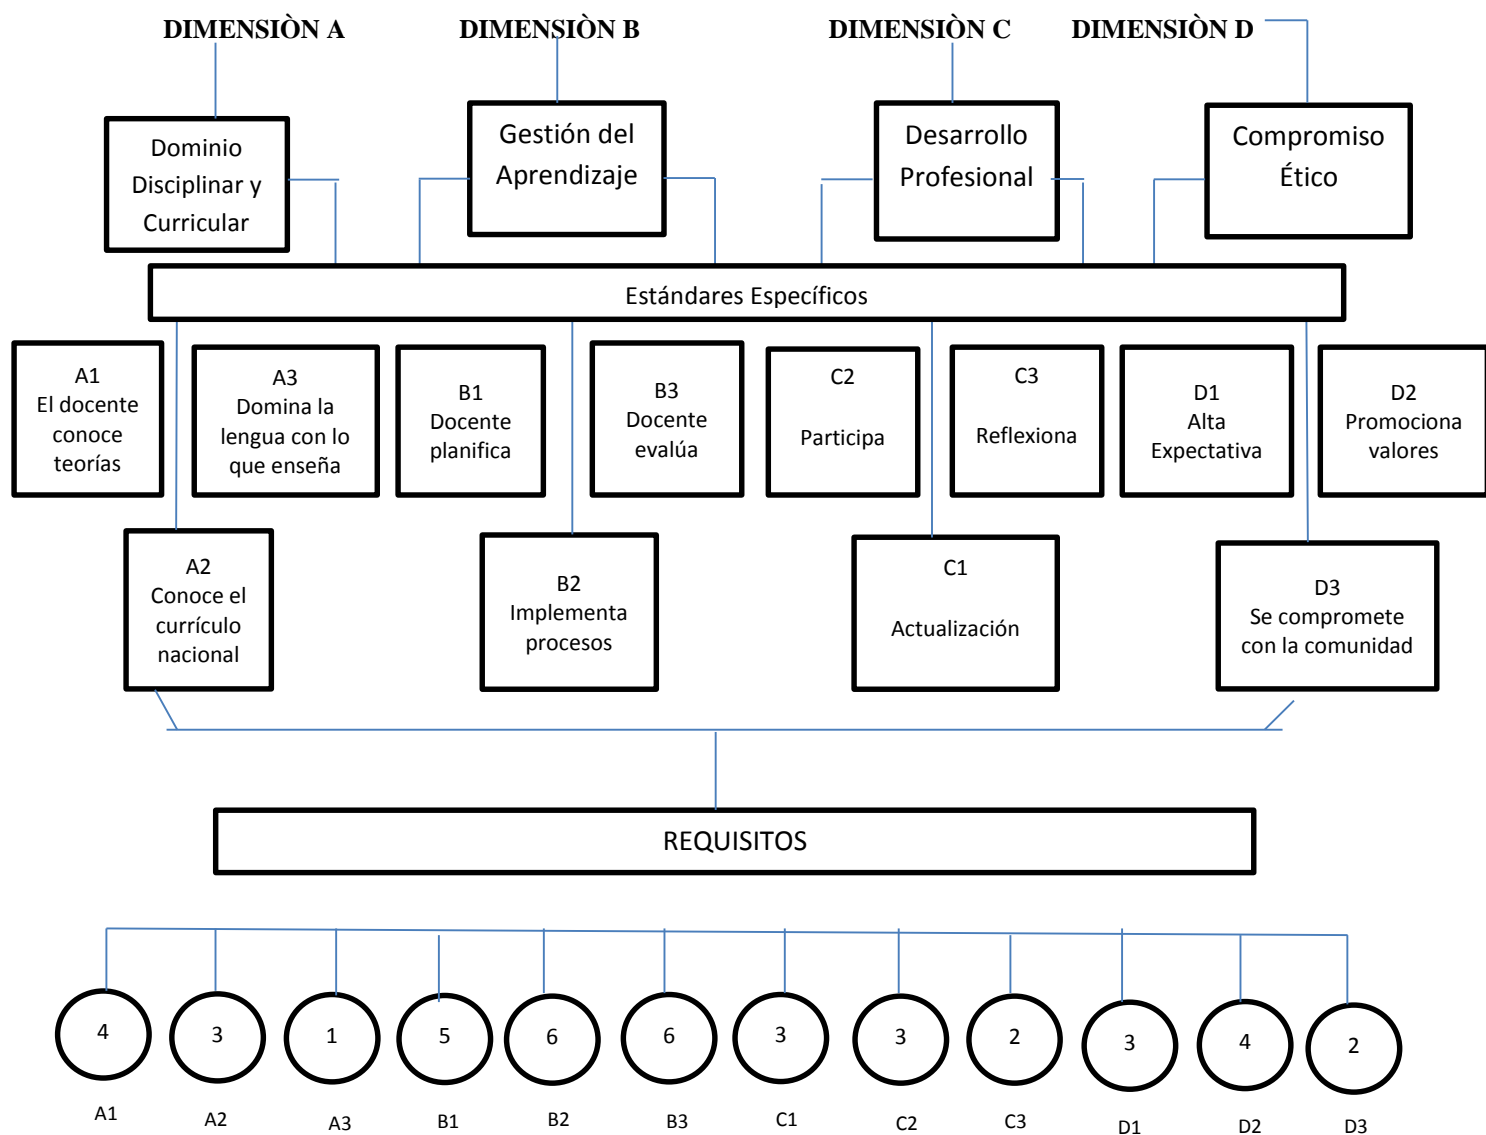 DIMENSIÒN A
DIMENSIÒN B
DIMENSIÒN C
DIMENSIÒN D
Dominio
Disciplinar y
Curricular
Gestión del
Aprendizaje
Desarrollo
Profesional
Compromiso
Ético
Estándares Específicos
A1
El docente
conoce
teorías
A3
Domina la
lengua con lo
que enseña
B1
Docente
planifica
B3
Docente
evalúa
C2
Participa
C3
Reflexiona
D1
Alta
Expectativa
D2
Promociona
valores
A2
Conoce el
currículo
nacional
B2
Implementa
procesos
C1
Actualización
D3
Se compromete
con la comunidad
REQUISITOS
4
3
1
5
6
6
3
3
2
3
4
2
A1
A2
A3
B1
B2
B3
C1
C2
C3
D1
D2
D3